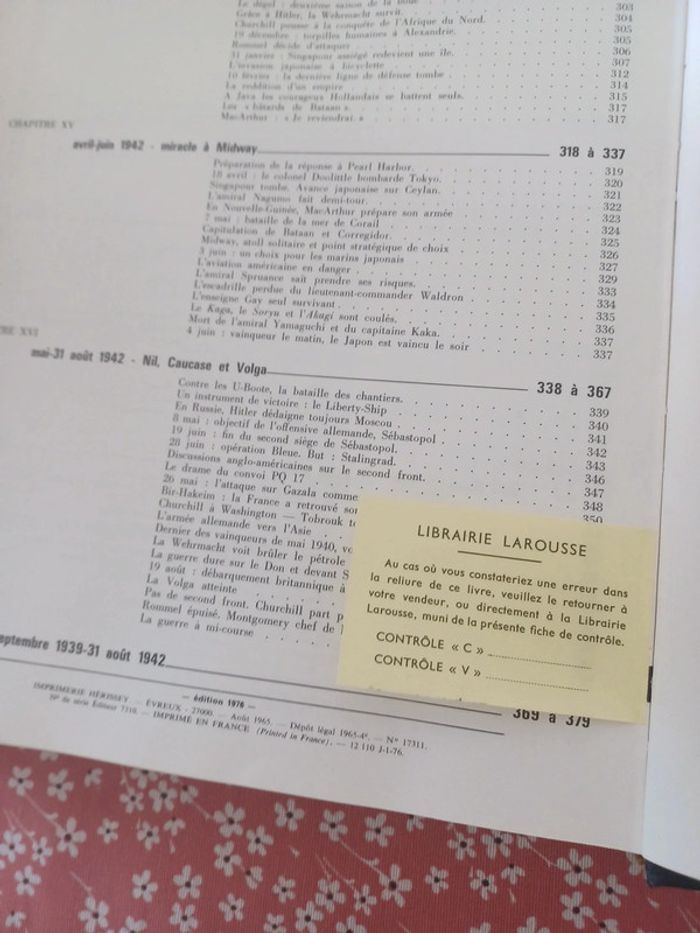 Le dégel : deuxième saison de la boue 303
Grèce à Hitler, la Wehrmacht survit. 304
Churchill pousse à la conquête de l'Afrique du Nord. 305
19 décembre : torpilles humaines à Alexandrie. 305
Rommel décide d'attaquer 306
31 janvier : Singapour assiégé redevient une île. 307
L'invasion japonaise à bicyclette 312
10 février : la dernière ligne de défense tombe 314
La reddition d'un empire 315
A Java les courageux Hollandais se battent seuls. 317
Les « bâtards de Bataan ». 317
MacArthur : « Je reviendrai. »
CHAPITRE XV
avril-juin 1942 - miracle à Midway 318 à 337
Préparation de la réponse à Pearl Harbor. 319
18 avril : le colonel Doolittle bombarde Tokyo. 320
Singapour tombe. Avance japonaise sur Ceylan. 321
L'amiral Nagumo fait demi-tour. 322
En Nouvelle-Guinée, MacArthur prépare son armée 323
7 mai : bataille de la mer de Corail 324
Capitulation de Bataan et Corregidor. 325
Midway, atoll solitaire et point stratégique de choix 326
3 juin : un choix pour les marins japonais 327
L'aviation américaine en danger 329
L'amiral Spruance sait prendre ses risques. 333
L'escadrille perdue du lieutenant-commander Waldron 334
L'enseigne Gay seul survivant 335
Le Kaga, le Soryu et l'Akagi sont coulés. 336
Mort de l'amiral Yamaguchi et du capitaine Kaka. 337
4 juin : vainqueur le matin, le Japon est vaincu le soir 337
RE XVI
mai-31 août 1942 - Nil, Caucase et Volga 338 à 367
Contre les U-Boote, la bataille des chantiers. 339
Un instrument de victoire : le Liberty-Ship 340
En Russie, Hitler dédaigne toujours Moscou 341
8 mai : objectif de l'offensive allemande, Sébastopol 342
19 juin : fin du second siège de Sébastopol. 343
28 juin : opération Bleue. But : Stalingrad. 346
Discussions anglo-américaines sur le second front. 347
Le drame du convoi PQ 17 348
26 mai : l'attaque sur Gazala comme 350
Bir-Hakeim : la France a retrouvé so
Churchill à Washington — Tobrouk t
L'armée allemande vers l'Asie
Dernier des vainqueurs de mai 1940, vo
La Wehrmacht voit brûler le pétrole
La guerre dure sur le Don et devant S
19 août : débarquement britannique à
La Volga atteinte
Pas de second front. Churchill part p
Rommel épuisé, Montgomery chef de l
La guerre à mi-course
eptembre 1939-31 août 1942 369 à 379
— édition 1976 —
IMPRIMERIE HÉRISSEY. — ÉVREUX - 27000. — Août 1965. — Dépôt légal 1965-4e. — No 17311.
No de série Éditeur 7310. — IMPRIMÉ EN FRANCE (Printed in France). — 12 110 J-1-76.
LIBRAIRIE LAROUSSE
Au cas où vous constateriez une erreur dans
la reliure de ce livre, veuillez le retourner à
votre vendeur, ou directement à la Librairie
Larousse, muni de la présente fiche de contrôle.
CONTRÔLE « C »
CONTRÔLE « V »